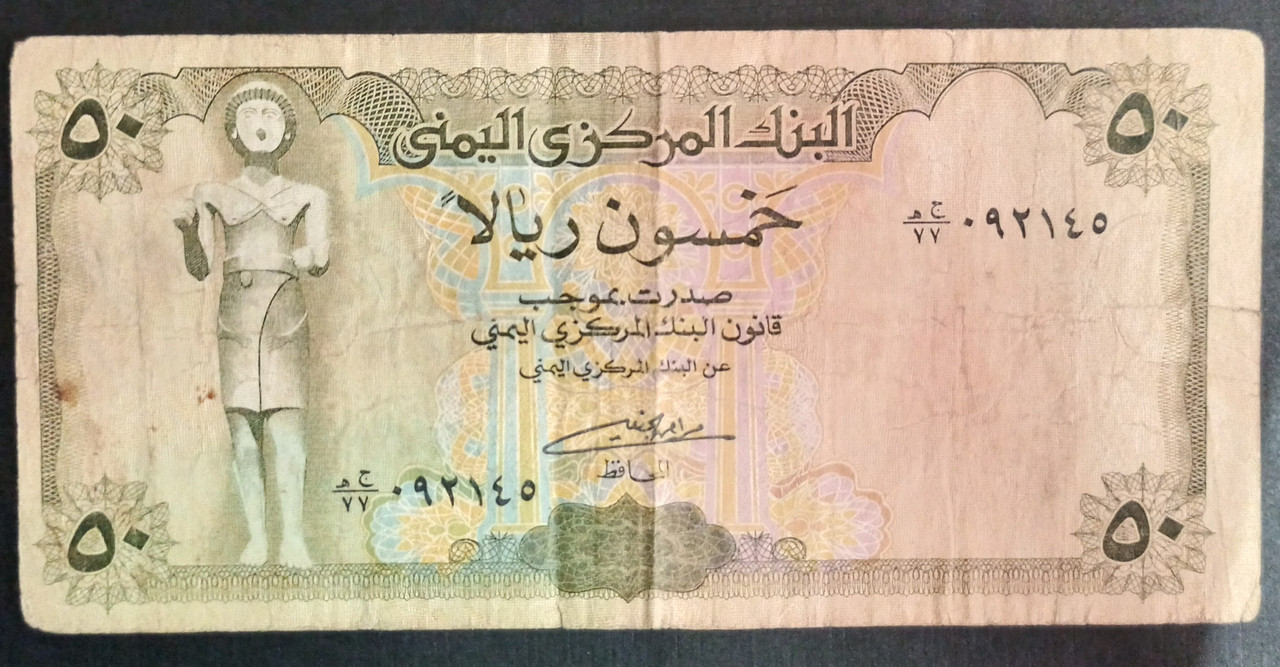 ٥٠
٥٠
البنك المركزي اليمني
خمسون ريالاً
ج/ه ٧٧ ٠٩٢١٤٥
صدرت بموجب
قانون البنك المركزي اليمني
عن البنك المركزي اليمني
المحافظ
ج/ه ٧٧ ٠٩٢١٤٥
٥٠
٥٠